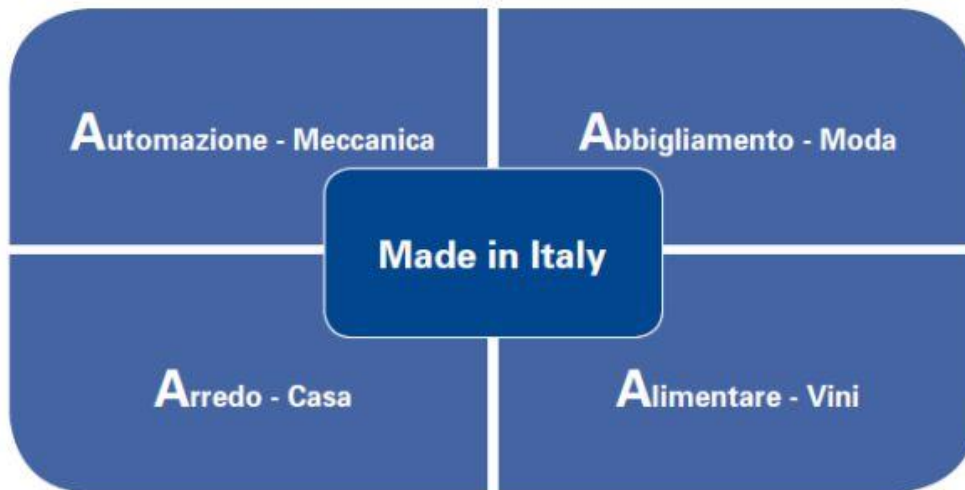 Automazione - Meccanica
Abbigliamento - Moda
Made in Italy
Arredo - Casa
Alimentare - Vini